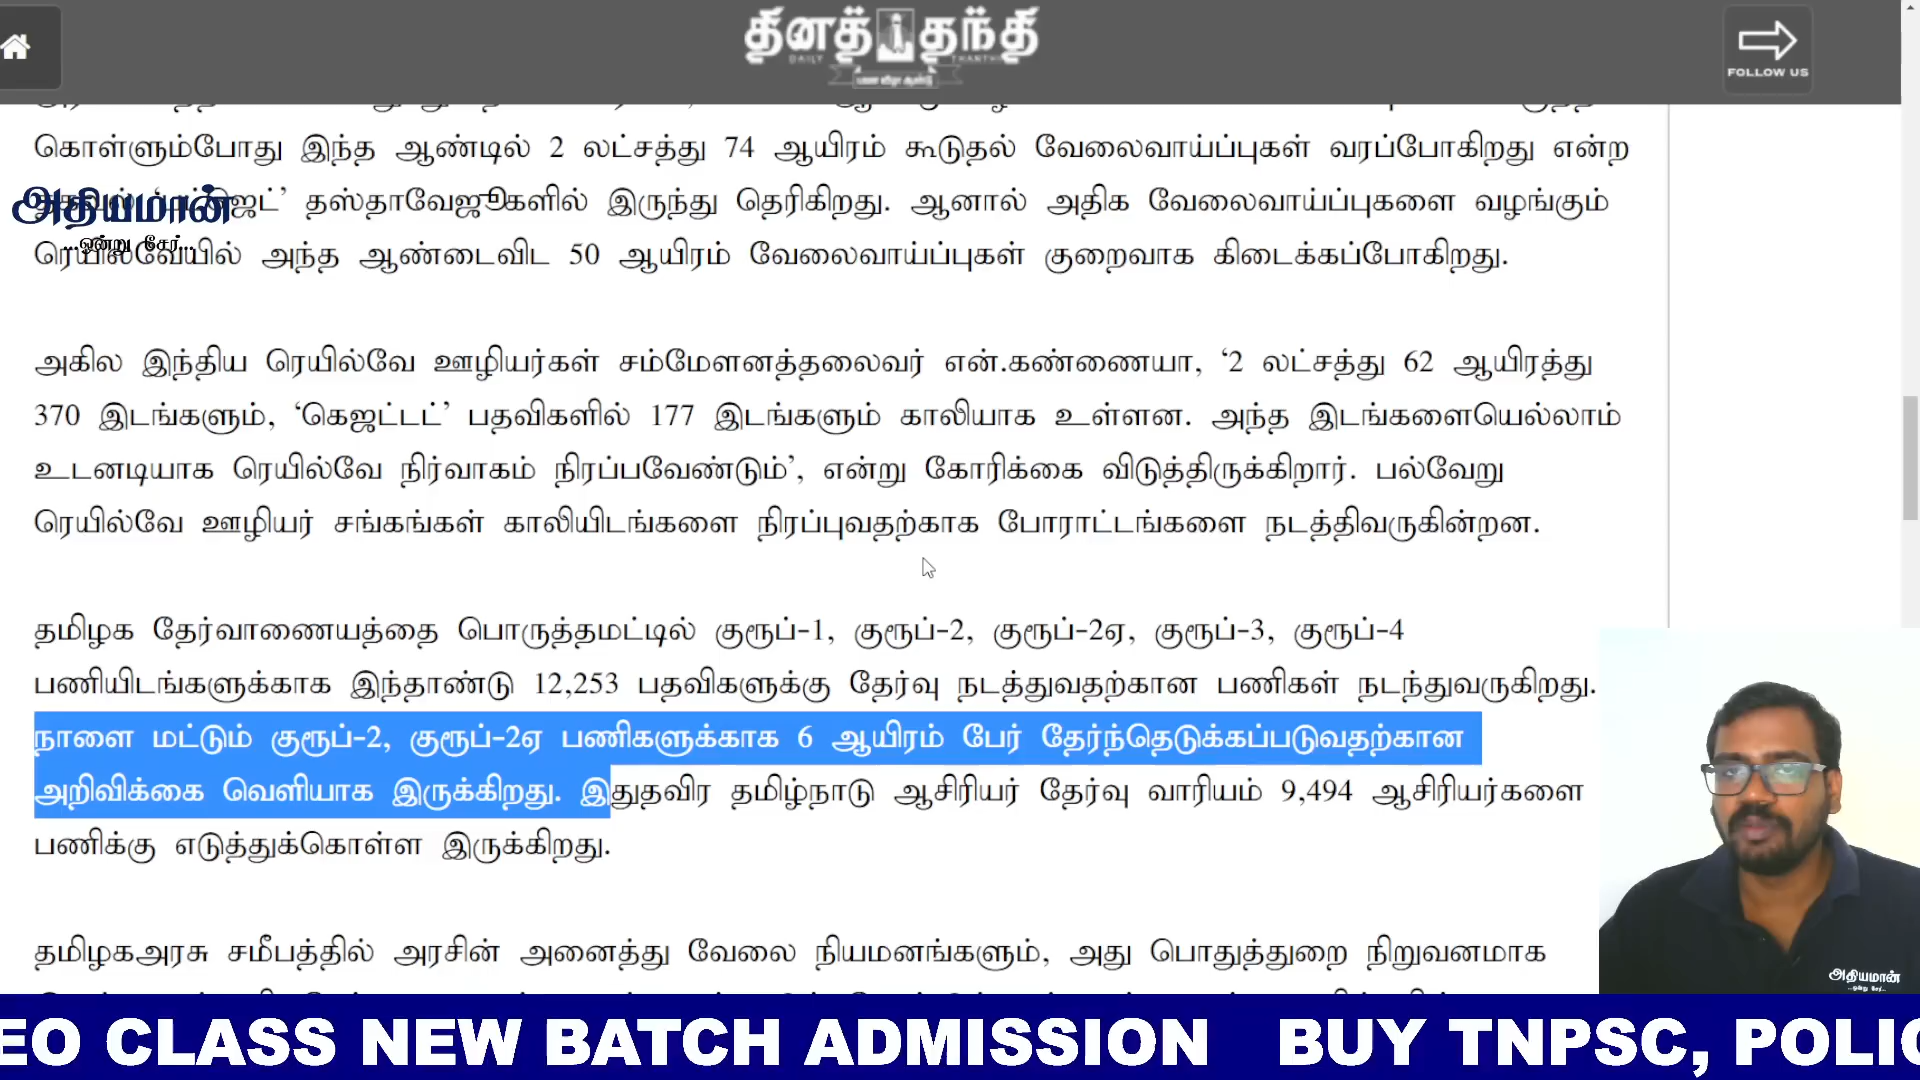 தினத் தந்தி
DAILY THANTHI
FOLLOW US
கொள்ளும்போது இந்த ஆண்டில் 2 லட்சத்து 74 ஆயிரம் கூடுதல் வேலைவாய்ப்புகள் வரப்போகிறது என்ற
அதியமான்
...ஒன்று சேர்...
தஸ்தாவேஜூகளில் இருந்து தெரிகிறது. ஆனால் அதிக வேலைவாய்ப்புகளை வழங்கும்
ரெயில்வேயில் அந்த ஆண்டைவிட 50 ஆயிரம் வேலைவாய்ப்புகள் குறைவாக கிடைக்கப்போகிறது.
அகில இந்திய ரெயில்வே ஊழியர்கள் சம்மேளனத்தலைவர் என்.கண்ணையா, ‘2 லட்சத்து 62 ஆயிரத்து
370 இடங்களும், ‘கெஜட்டட்’ பதவிகளில் 177 இடங்களும் காலியாக உள்ளன. அந்த இடங்களையெல்லாம்
உடனடியாக ரெயில்வே நிர்வாகம் நிரப்பவேண்டும்’, என்று கோரிக்கை விடுத்திருக்கிறார். பல்வேறு
ரெயில்வே ஊழியர் சங்கங்கள் காலியிடங்களை நிரப்புவதற்காக போராட்டங்களை நடத்திவருகின்றன.
தமிழக தேர்வாணையத்தை பொருத்தமட்டில் குரூப்-1, குரூப்-2, குரூப்-2ஏ, குரூப்-3, குரூப்-4
பணியிடங்களுக்காக இந்தாண்டு 12,253 பதவிகளுக்கு தேர்வு நடத்துவதற்கான பணிகள் நடந்துவருகிறது.
நாளை மட்டும் குரூப்-2, குரூப்-2ஏ பணிகளுக்காக 6 ஆயிரம் பேர் தேர்ந்தெடுக்கப்படுவதற்கான
அறிவிக்கை வெளியாக இருக்கிறது. இதுதவிர தமிழ்நாடு ஆசிரியர் தேர்வு வாரியம் 9,494 ஆசிரியர்களை
பணிக்கு எடுத்துக்கொள்ள இருக்கிறது.
தமிழகஅரசு சமீபத்தில் அரசின் அனைத்து வேலை நியமனங்களும், அது பொதுத்துறை நிறுவனமாக
அதியமான்
...ஒன்று சேர்...
EO CLASS NEW BATCH ADMISSION BUY TNPSC, POLIC